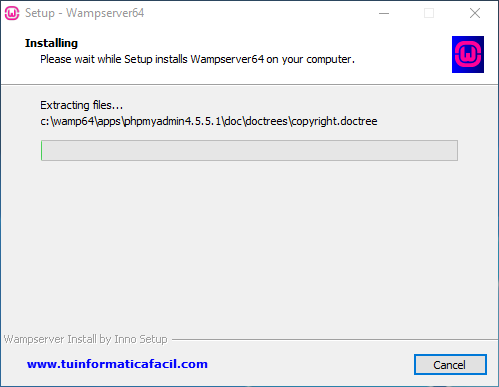 Setup - Wampserver64
Installing
Please wait while Setup installs Wampserver64 on your computer.
Extracting files...
c:\wamp64\apps\phpmyadmin4.5.5.1\doc\doctrees\copyright.doctree
Wampserver Install by Inno Setup
www.tuinformaticafacil.com
Cancel